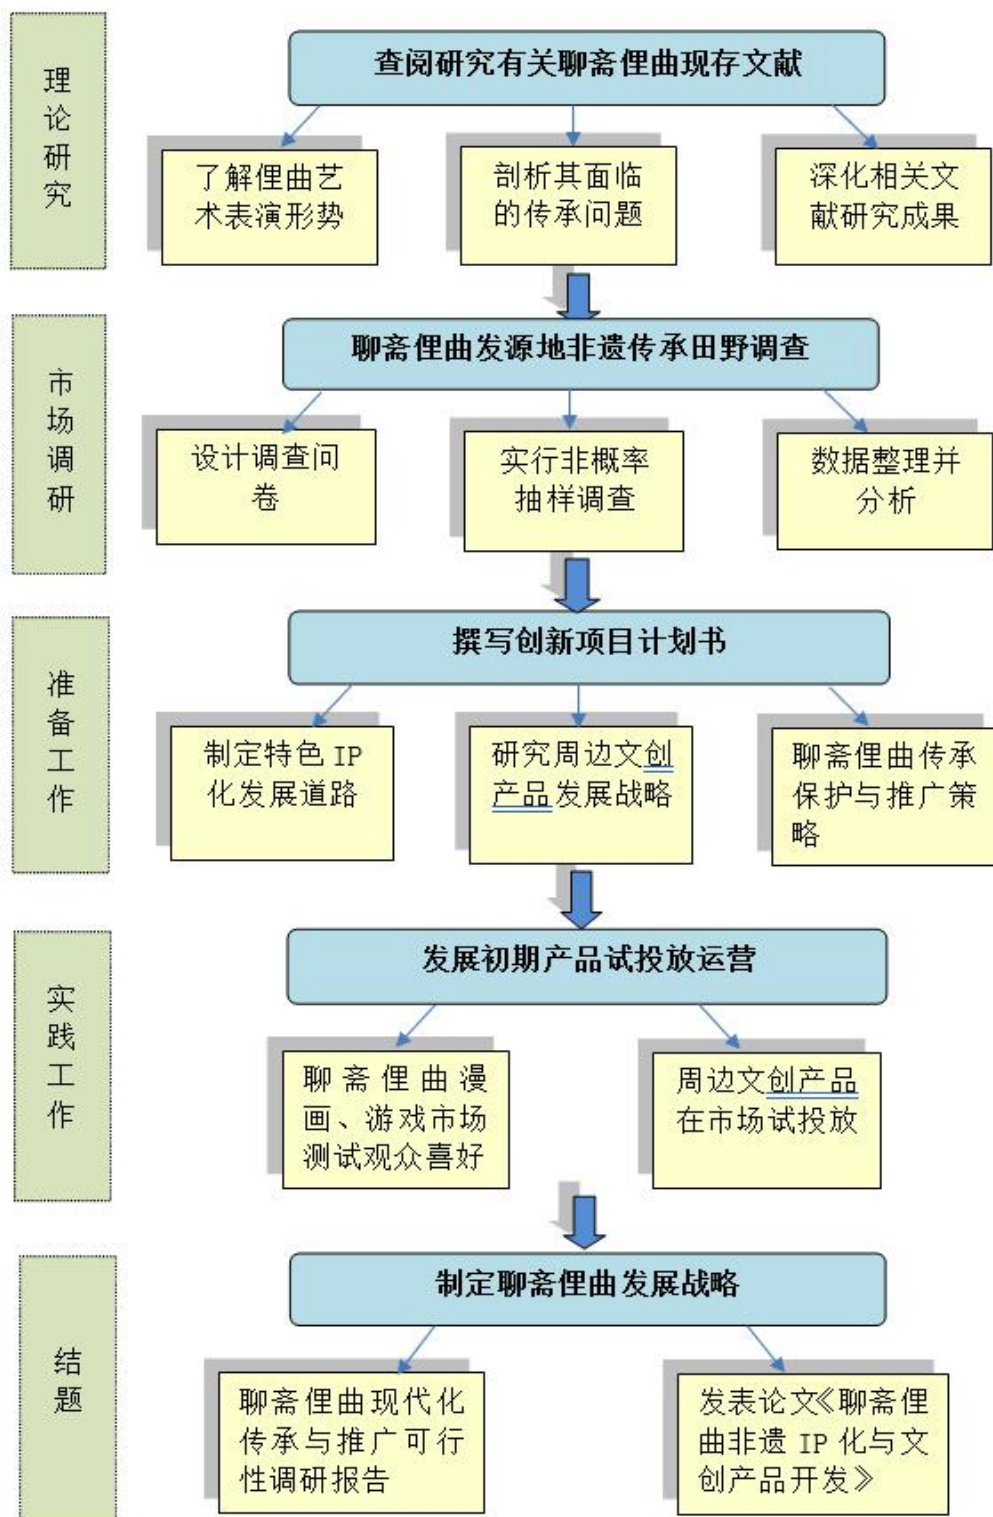 理
论
研
究
查阅研究有关聊斋俚曲现存文献
了解俚曲艺
术表演形势
剖析其面临
的传承问题
深化相关文
献研究成果
市
场
调
研
聊斋俚曲发源地非遗传承田野调查
设计调查问
卷
实行非概率
抽样调查
数据整理并
分析
准
备
工
作
撰写创新项目计划书
制定特色 IP
化发展道路
研究周边文创
产品发展战略
聊斋俚曲传承
保护与推广策
略
实
践
工
作
发展初期产品试投放运营
聊斋俚曲漫
画、游戏市场
测试观众喜好
周边文创产品
在市场试投放
结
题
制定聊斋俚曲发展战略
聊斋俚曲现代化
传承与推广可行
性调研报告
发表论文《聊斋俚
曲非遗 IP 化与文
创产品开发》